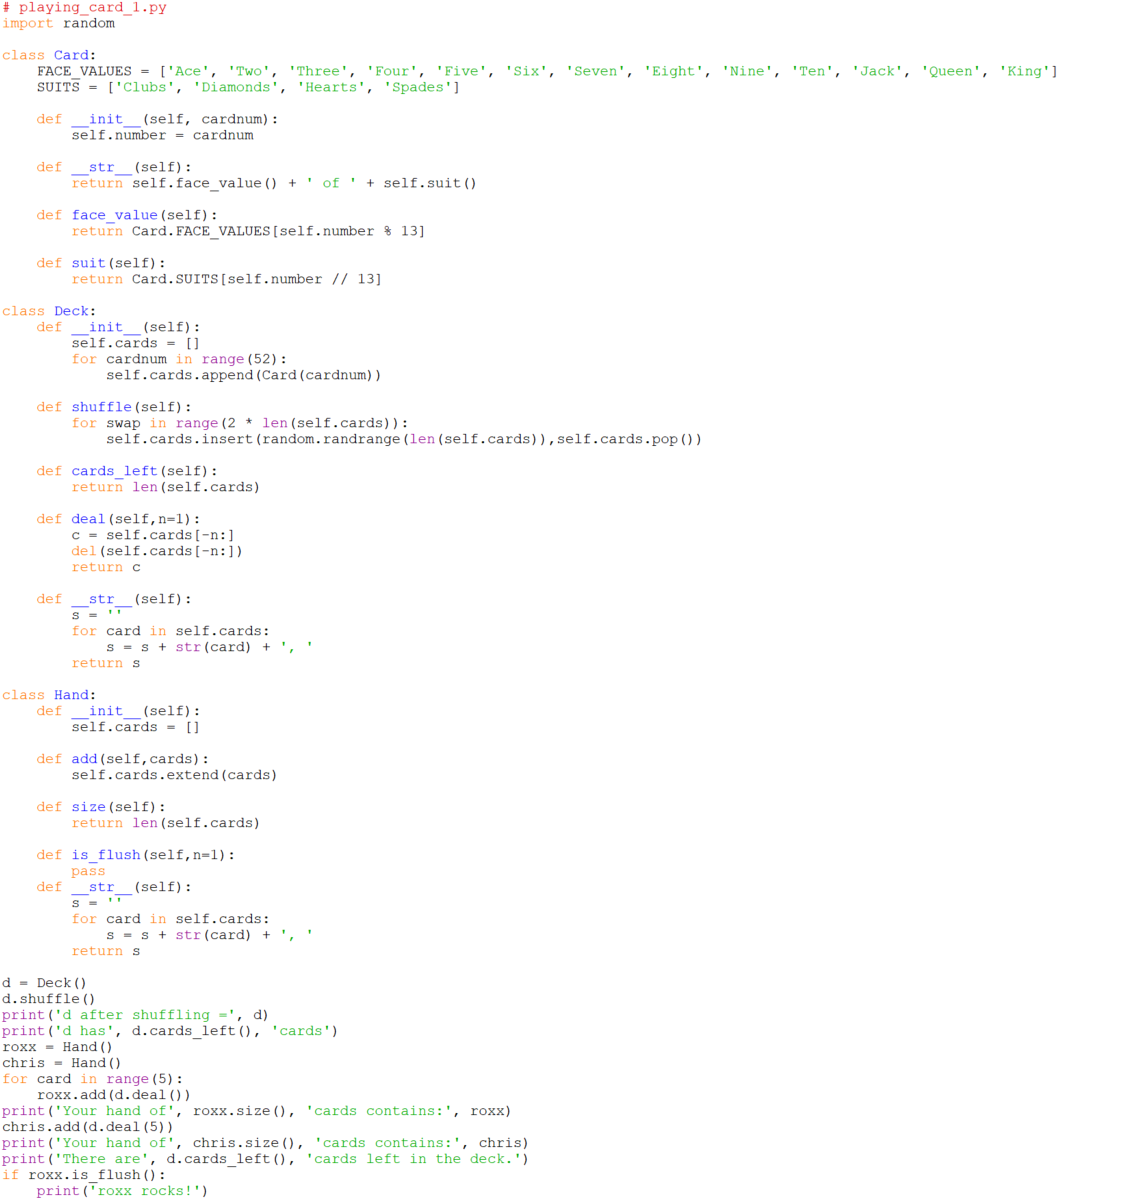 # playing_card_1.py
import random

class Card:
    FACE_VALUES = ['Ace', 'Two', 'Three', 'Four', 'Five', 'Six', 'Seven', 'Eight', 'Nine', 'Ten', 'Jack', 'Queen', 'King']
    SUITS = ['Clubs', 'Diamonds', 'Hearts', 'Spades']

    def __init__(self, cardnum):
        self.number = cardnum

    def __str__(self):
        return self.face_value() + ' of ' + self.suit()

    def face_value(self):
        return Card.FACE_VALUES[self.number % 13]

    def suit(self):
        return Card.SUITS[self.number // 13]

class Deck:
    def __init__(self):
        self.cards = []
        for cardnum in range(52):
            self.cards.append(Card(cardnum))

    def shuffle(self):
        for swap in range(2 * len(self.cards)):
            self.cards.insert(random.randrange(len(self.cards)),self.cards.pop())

    def cards_left(self):
        return len(self.cards)

    def deal(self,n=1):
        c = self.cards[-n:]
        del(self.cards[-n:])
        return c

    def __str__(self):
        s = ''
        for card in self.cards:
            s = s + str(card) + ', '
        return s

class Hand:
    def __init__(self):
        self.cards = []

    def add(self,cards):
        self.cards.extend(cards)

    def size(self):
        return len(self.cards)

    def is_flush(self,n=1):
        pass
    def __str__(self):
        s = ''
        for card in self.cards:
            s = s + str(card) + ', '
        return s

d = Deck()
d.shuffle()
print('d after shuffling =', d)
print('d has', d.cards_left(), 'cards')
roxx = Hand()
chris = Hand()
for card in range(5):
    roxx.add(d.deal())
print('Your hand of', roxx.size(), 'cards contains:', roxx)
chris.add(d.deal(5))
print('Your hand of', chris.size(), 'cards contains:', chris)
print('There are', d.cards_left(), 'cards left in the deck.')
if roxx.is_flush():
    print('roxx rocks!')